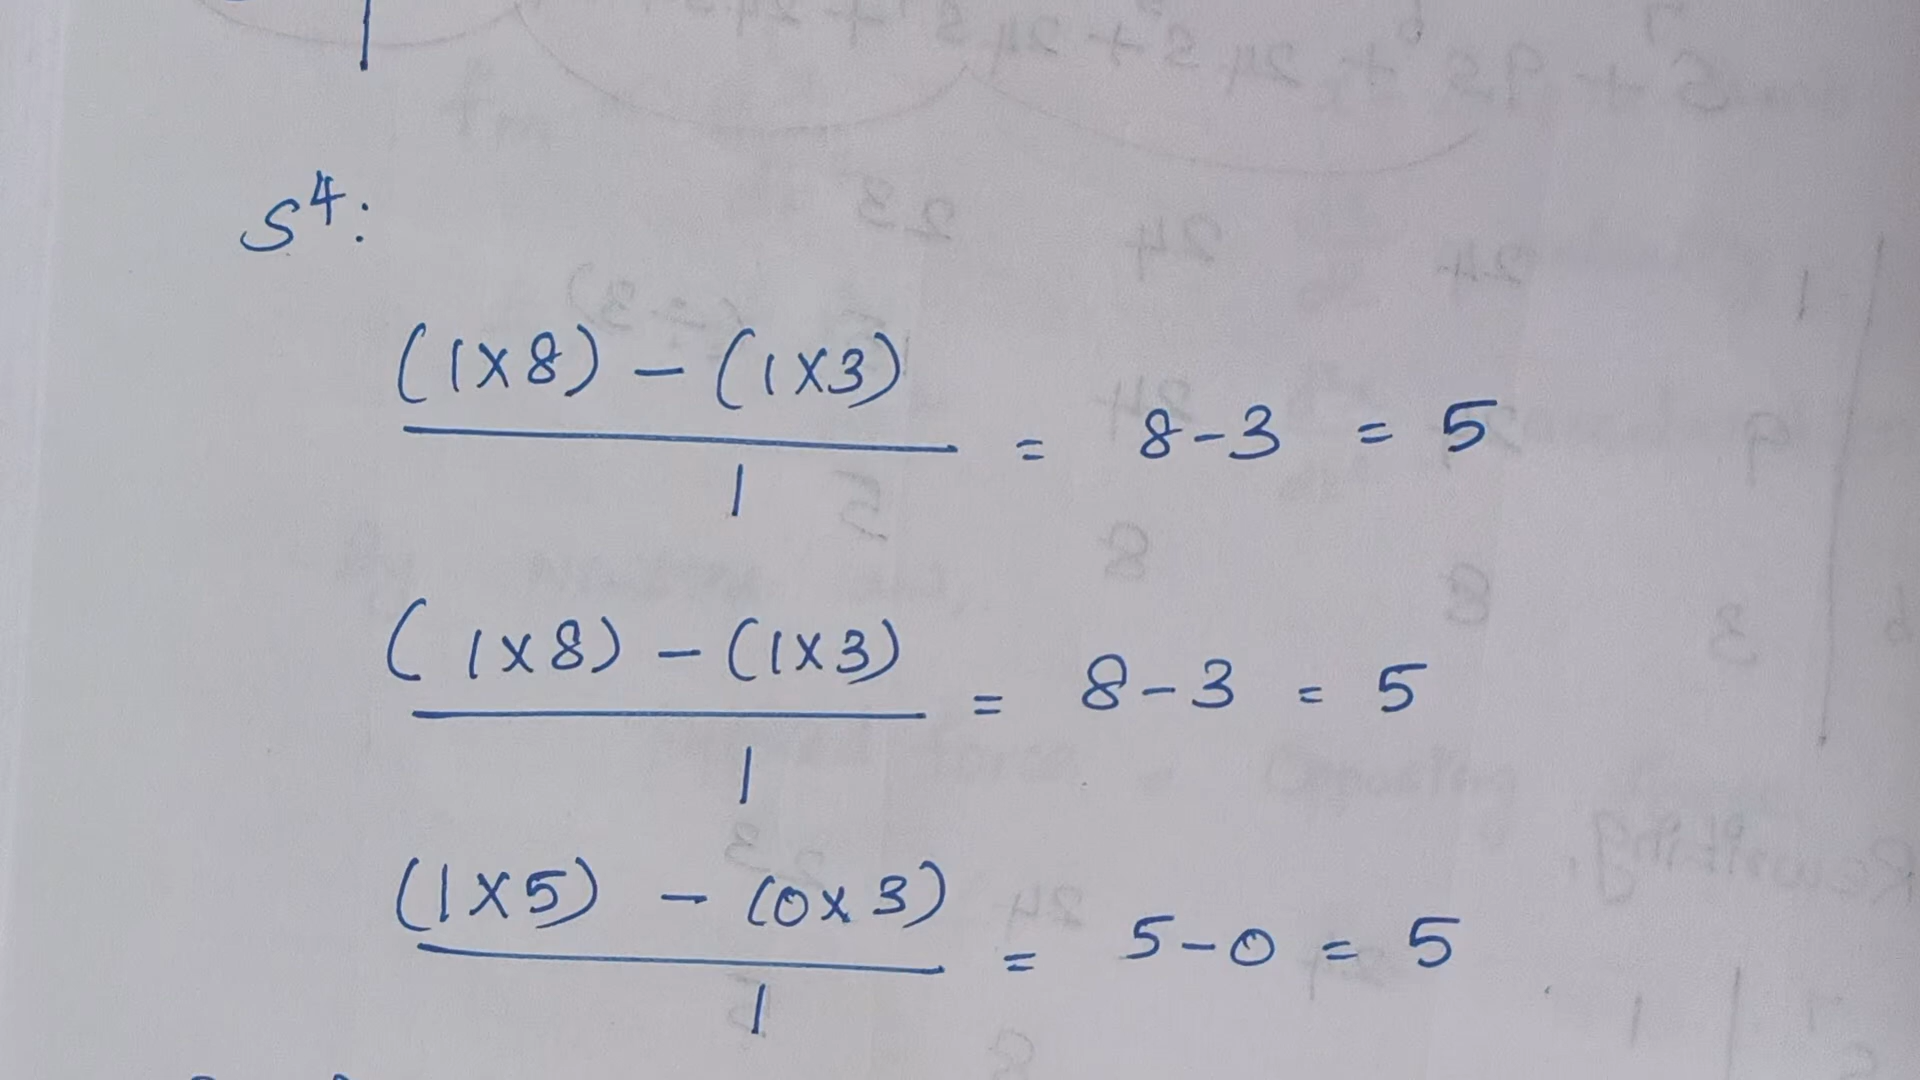 S⁴:
(1×8) - (1×3) / 1 = 8-3 = 5
(1×8) - (1×3) / 1 = 8-3 = 5
(1×5) - (0×3) / 1 = 5-0 = 5